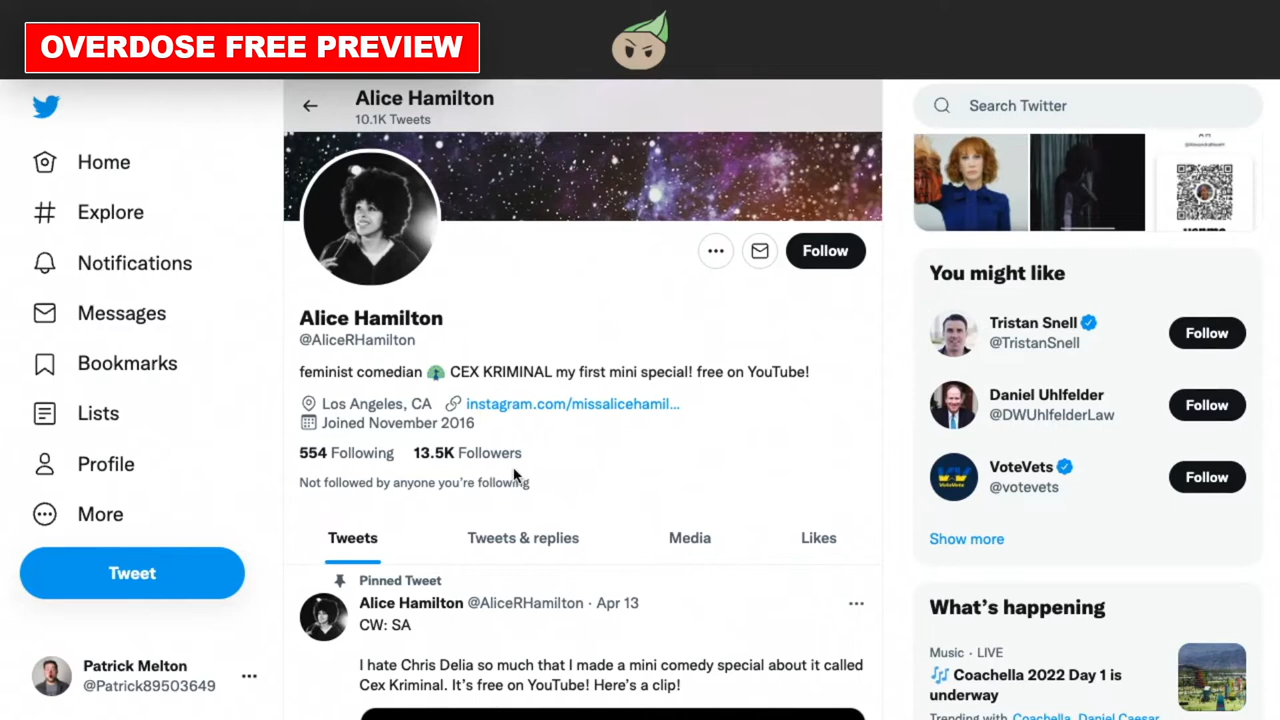 OVERDOSE FREE PREVIEW
Alice Hamilton
10.1K Tweets
Search Twitter
Home
Explore
Notifications
Messages
Bookmarks
Lists
Profile
More
Tweet
Patrick Melton
@Patrick89503649
Follow
Alice Hamilton
@AliceRHamilton
feminist comedian 🦚 CEX KRIMINAL my first mini special! free on YouTube!
Los Angeles, CA instagram.com/missalicehamil...
Joined November 2016
554 Following 13.5K Followers
Not followed by anyone you're following
Tweets Tweets & replies Media Likes
Pinned Tweet
Alice Hamilton @AliceRHamilton · Apr 13
CW: SA
I hate Chris Delia so much that I made a mini comedy special about it called
Cex Kriminal. It's free on YouTube! Here's a clip!
You might like
Tristan Snell
@TristanSnell
Follow
Daniel Uhlfelder
@DWUhlfelderLaw
Follow
VoteVets
@votevets
Follow
Show more
What's happening
Music · LIVE
🎶 Coachella 2022 Day 1 is
underway
Trending with Coachella, Daniel Caesar